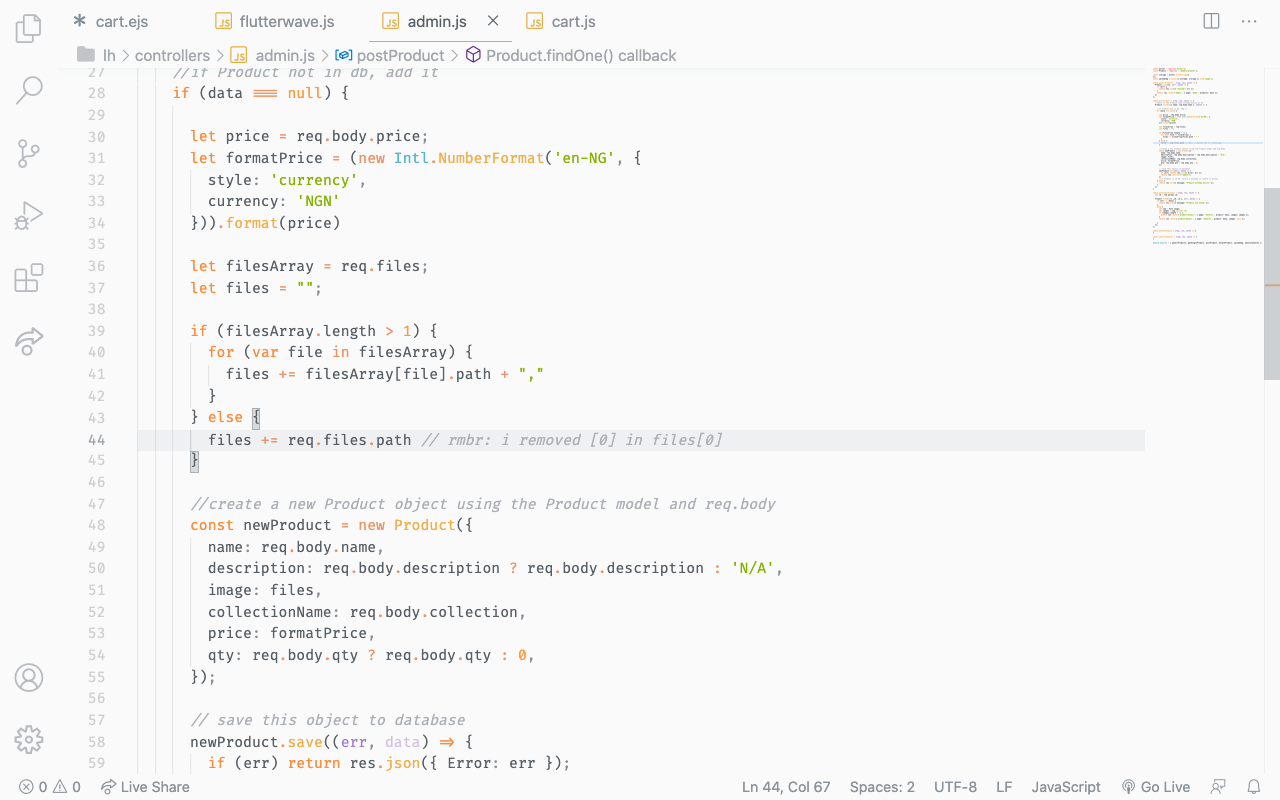 cart.ejs flutterwave.js admin.js cart.js
lh > controllers > JS admin.js > postProduct > Product.findOne() callback
27 //if Product not in db, add it
28 if (data === null) {
29
30 let price = req.body.price;
31 let formatPrice = (new Intl.NumberFormat('en-NG', {
32 style: 'currency',
33 currency: 'NGN'
34 })).format(price)
35
36 let filesArray = req.files;
37 let files = "";
38
39 if (filesArray.length > 1) {
40 for (var file in filesArray) {
41 files += filesArray[file].path + ","
42 }
43 } else {
44 files += req.files.path // rmbr: i removed [0] in files[0]
45 }
46
47 //create a new Product object using the Product model and req.body
48 const newProduct = new Product({
49 name: req.body.name,
50 description: req.body.description ? req.body.description : 'N/A',
51 image: files,
52 collectionName: req.body.collection,
53 price: formatPrice,
54 qty: req.body.qty ? req.body.qty : 0,
55 });
56
57 // save this object to database
58 newProduct.save((err, data) => {
59 if (err) return res.json({ Error: err });
0 0 Live Share Ln 44, Col 67 Spaces: 2 UTF-8 LF JavaScript Go Live